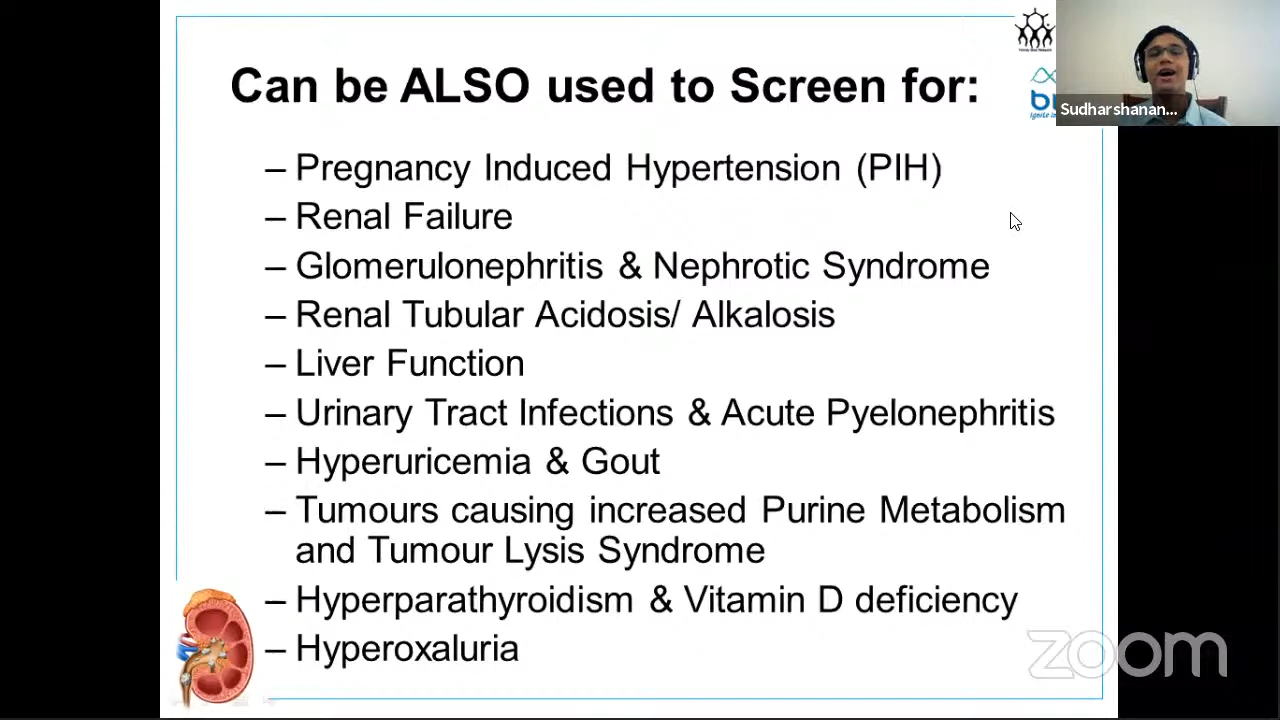 Can be ALSO used to Screen for:
Sudharshanan...
– Pregnancy Induced Hypertension (PIH)
– Renal Failure
– Glomerulonephritis & Nephrotic Syndrome
– Renal Tubular Acidosis/ Alkalosis
– Liver Function
– Urinary Tract Infections & Acute Pyelonephritis
– Hyperuricemia & Gout
– Tumours causing increased Purine Metabolism
and Tumour Lysis Syndrome
– Hyperparathyroidism & Vitamin D deficiency
– Hyperoxaluria
zoom